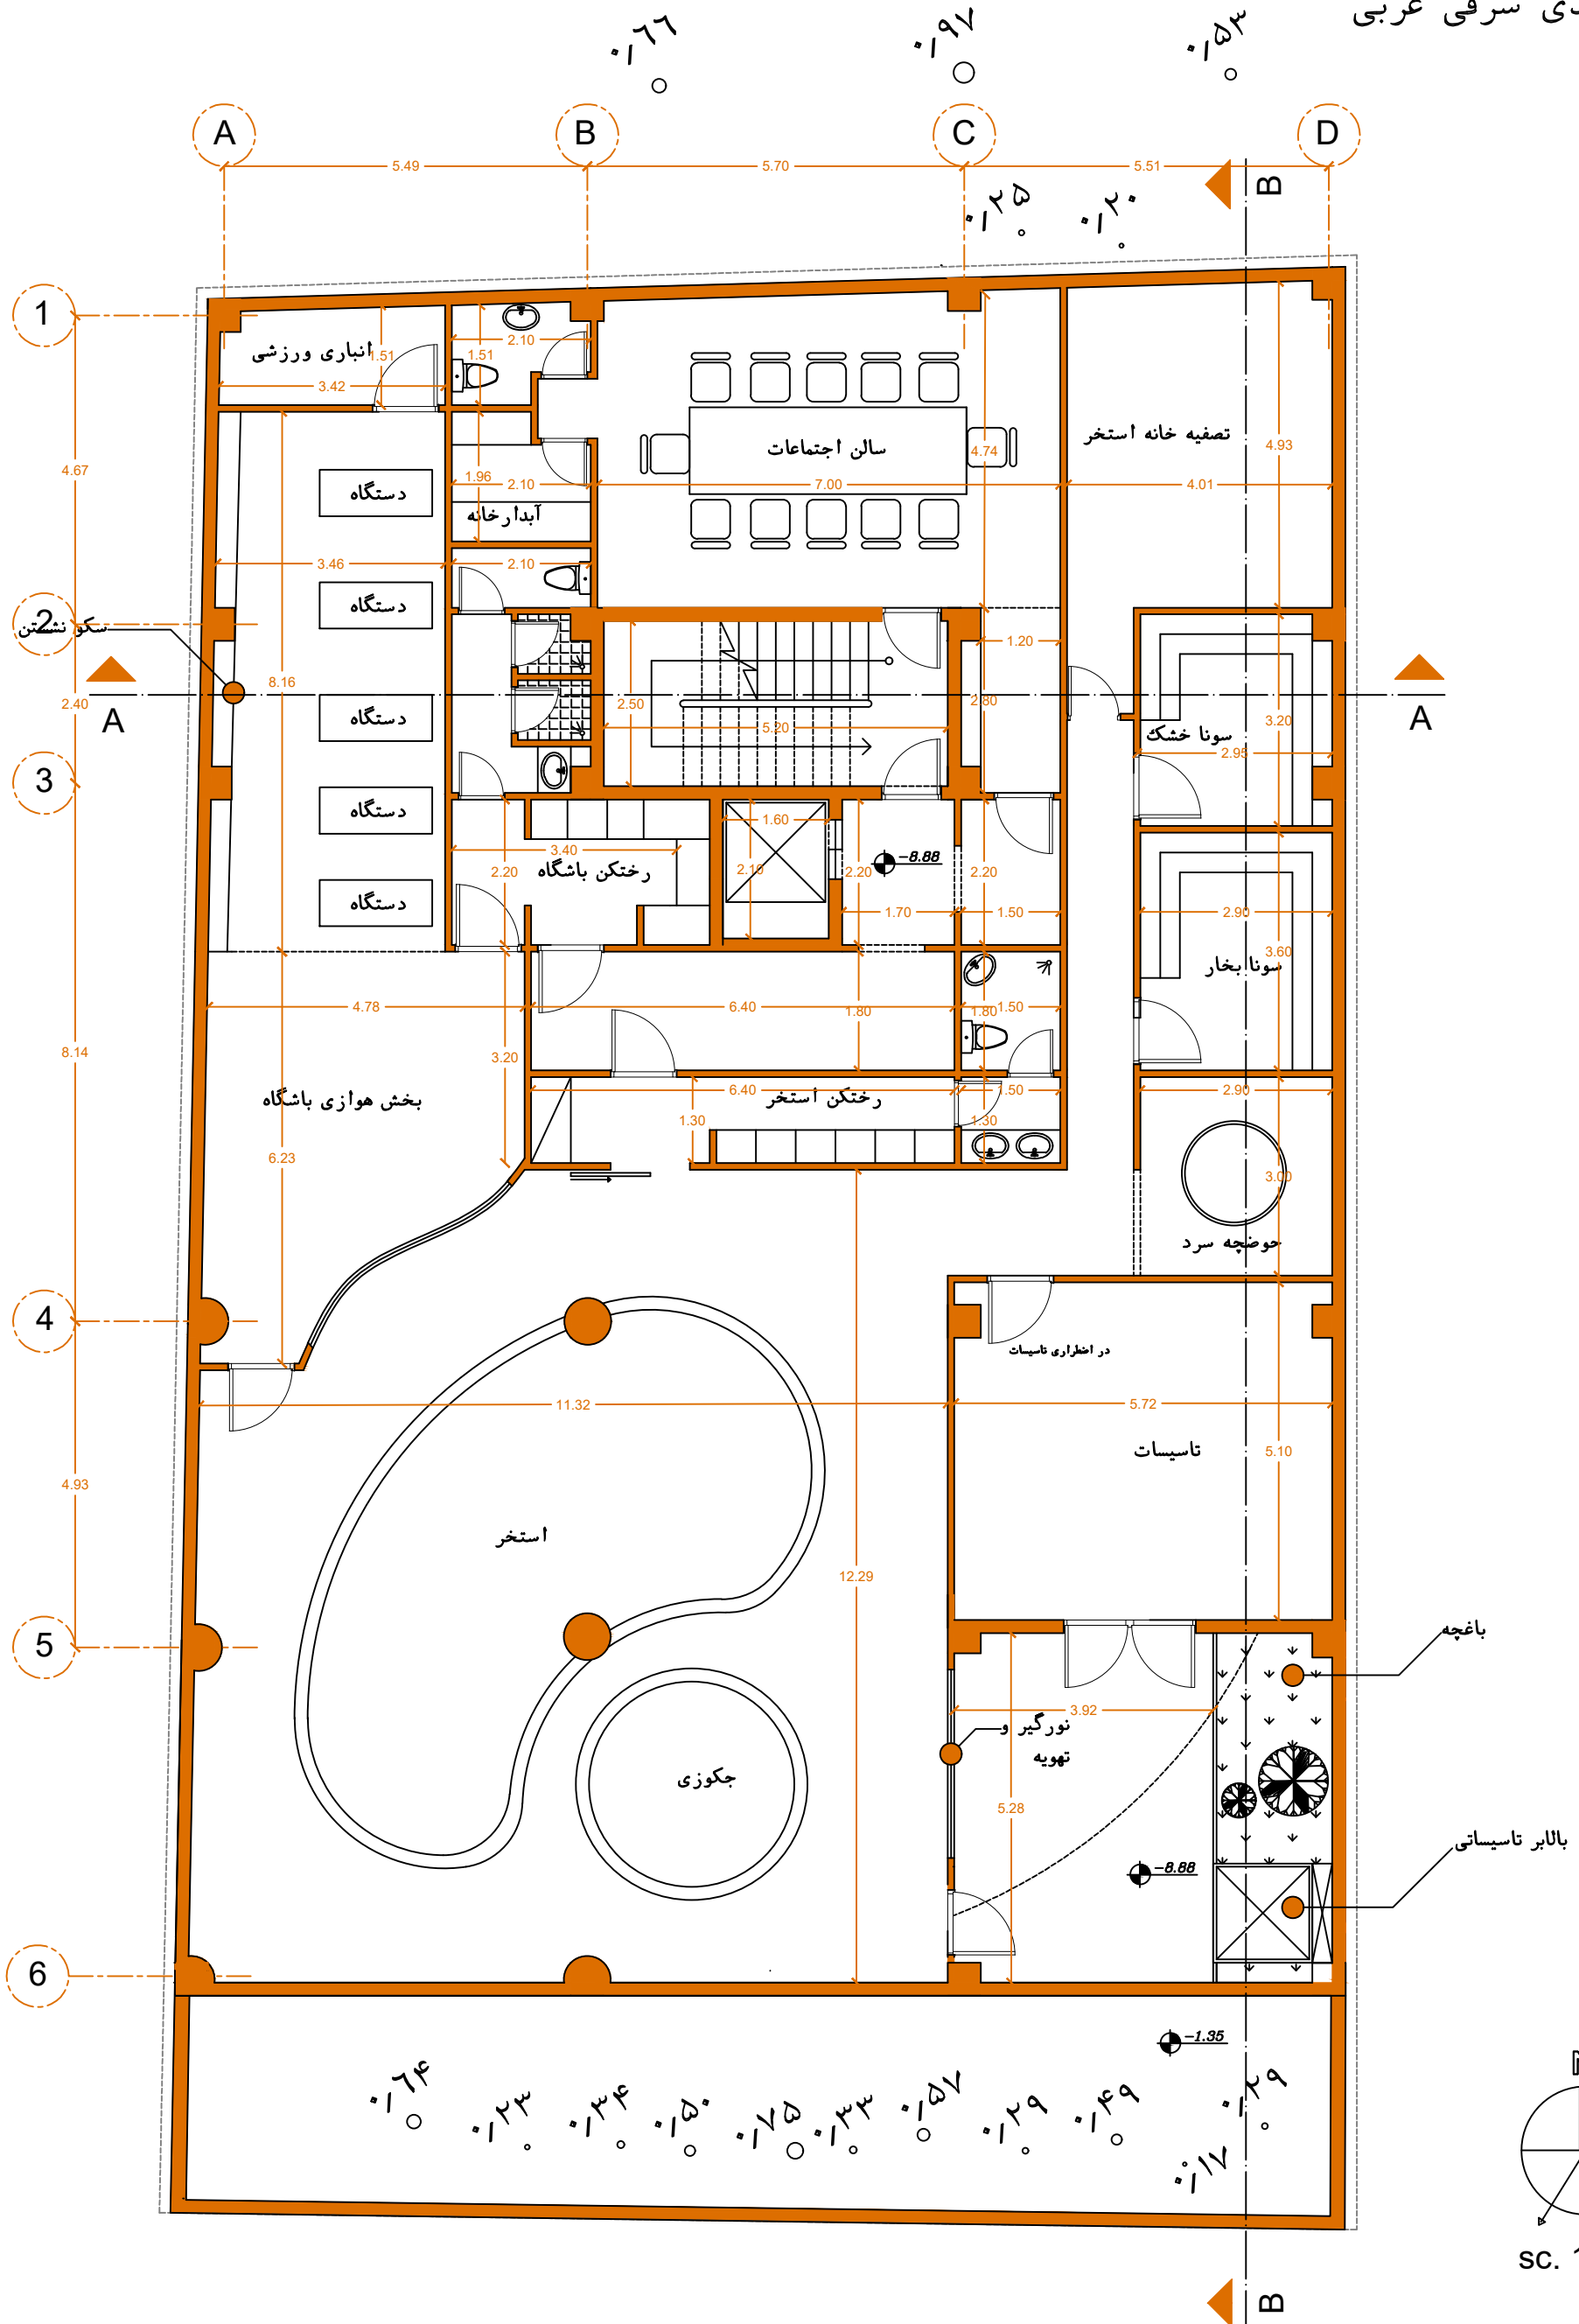 غربی
۰/۶۶
۰/۹۷
۰/۵۳
A
B
C
D
5.49
5.70
5.51
B
۰/۲۵
۰/۲۰
1
انباری ورزشی
1.51
3.42
1.51
2.10
سالن اجتماعات
4.74
7.00
تصفیه خانه استخر
4.93
4.01
4.67
دستگاه
1.96
2.10
آبدارخانه
3.46
2.10
دستگاه
2
سکو نشستن
8.16
دستگاه
2.40
A
2.50
5.20
1.20
2.80
A
سونا خشک
3.20
2.95
3
دستگاه
1.60
3.40
رختکن باشگاه
2.20
2.10
2.20
-8.88
2.20
1.70
1.50
دستگاه
2.90
3.60
سونا بخار
4.78
6.40
1.80
1.80
1.50
8.14
3.20
بخش هوازی باشگاه
6.40
رختکن استخر
1.50
1.30
1.30
2.90
6.23
3.00
حوضچه سرد
4
در اضطراری تاسیسات
11.32
5.72
تاسیسات
5.10
4.93
استخر
12.29
5
باغچه
3.92
نورگیر و
تهویه
جکوزی
5.28
بالابر تاسیساتی
-8.88
6
-1.35
۰/۶۴
۰/۲۳
۰/۳۴
۰/۵۰
۰/۷۵
۰/۳۳
۰/۵۷
۰/۲۹
۰/۴۹
۰/۲۹
۰/۱۷
sc.
B